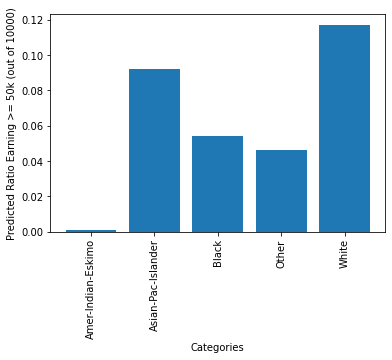 Predicted Ratio Earning >= 50k (out of 10000)
0.12
0.10
0.08
0.06
0.04
0.02
0.00
Amer-Indian-Eskimo
Asian-Pac-Islander
Black
Other
White
Categories